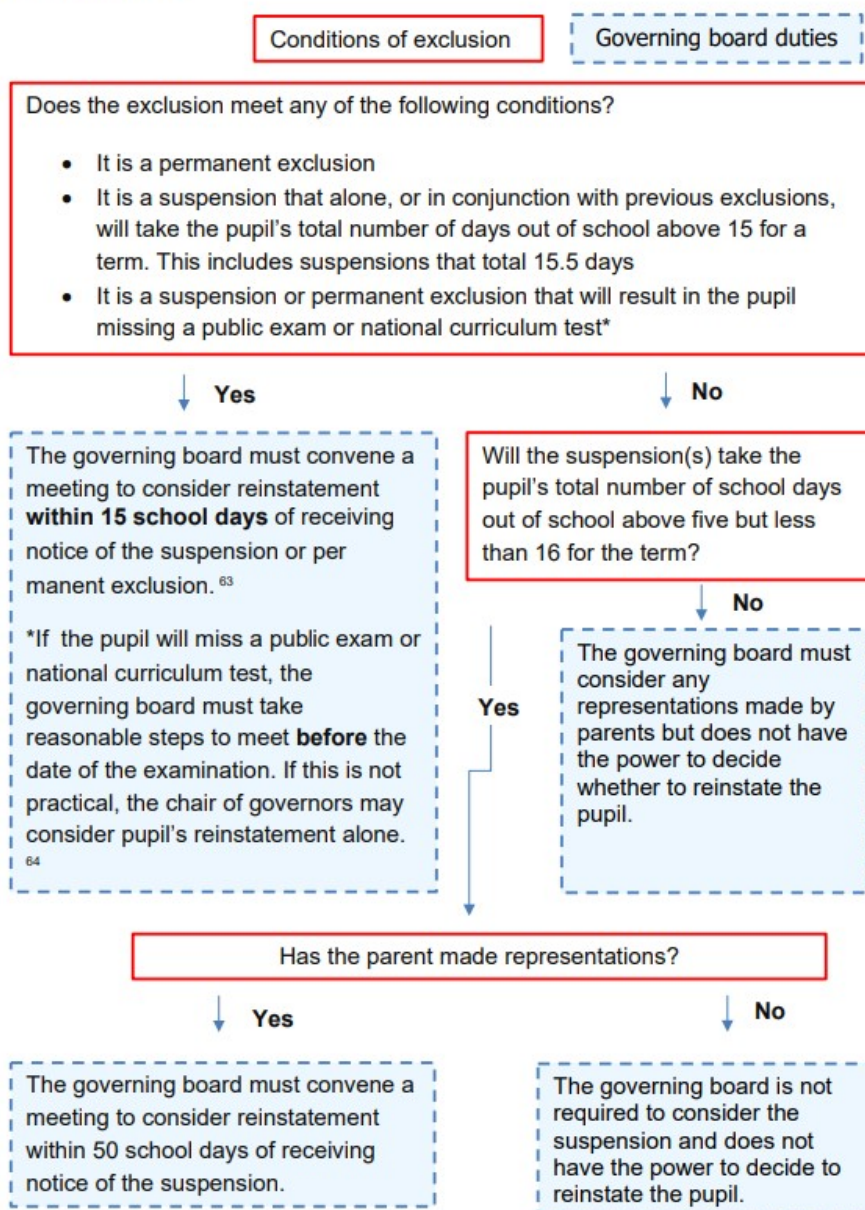 Conditions of exclusion
Governing board duties
Does the exclusion meet any of the following conditions?
• It is a permanent exclusion
• It is a suspension that alone, or in conjunction with previous exclusions,
will take the pupil's total number of days out of school above 15 for a
term. This includes suspensions that total 15.5 days
• It is a suspension or permanent exclusion that will result in the pupil
missing a public exam or national curriculum test*
Yes
No
The governing board must convene a
meeting to consider reinstatement
within 15 school days of receiving
notice of the suspension or per
manent exclusion. 63
*If the pupil will miss a public exam or
national curriculum test, the
governing board must take
reasonable steps to meet before the
date of the examination. If this is not
practical, the chair of governors may
consider pupil's reinstatement alone.
64
Will the suspension(s) take the
pupil's total number of school days
out of school above five but less
than 16 for the term?
Yes
No
The governing board must
consider any
representations made by
parents but does not have
the power to decide
whether to reinstate the
pupil.
Has the parent made representations?
Yes
No
The governing board must convene a
meeting to consider reinstatement
within 50 school days of receiving
notice of the suspension.
The governing board is not
required to consider the
suspension and does not
have the power to decide to
reinstate the pupil.